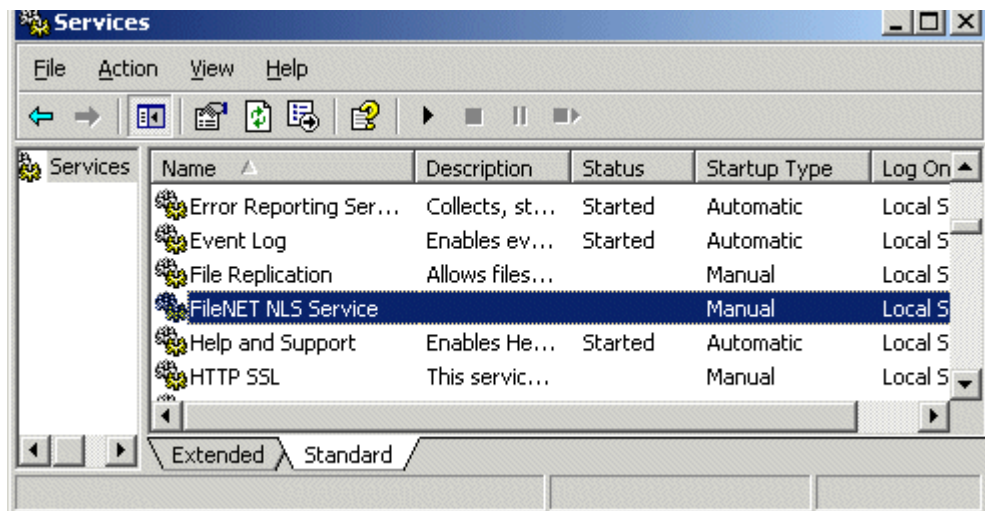 Services
File Action View Help
Services
Name Description Status Startup Type Log On
Error Reporting Ser... Collects, st... Started Automatic Local S
Event Log Enables ev... Started Automatic Local S
File Replication Allows files... Manual Local S
FileNET NLS Service Manual Local S
Help and Support Enables He... Started Automatic Local S
HTTP SSL This servic... Manual Local S
Extended Standard